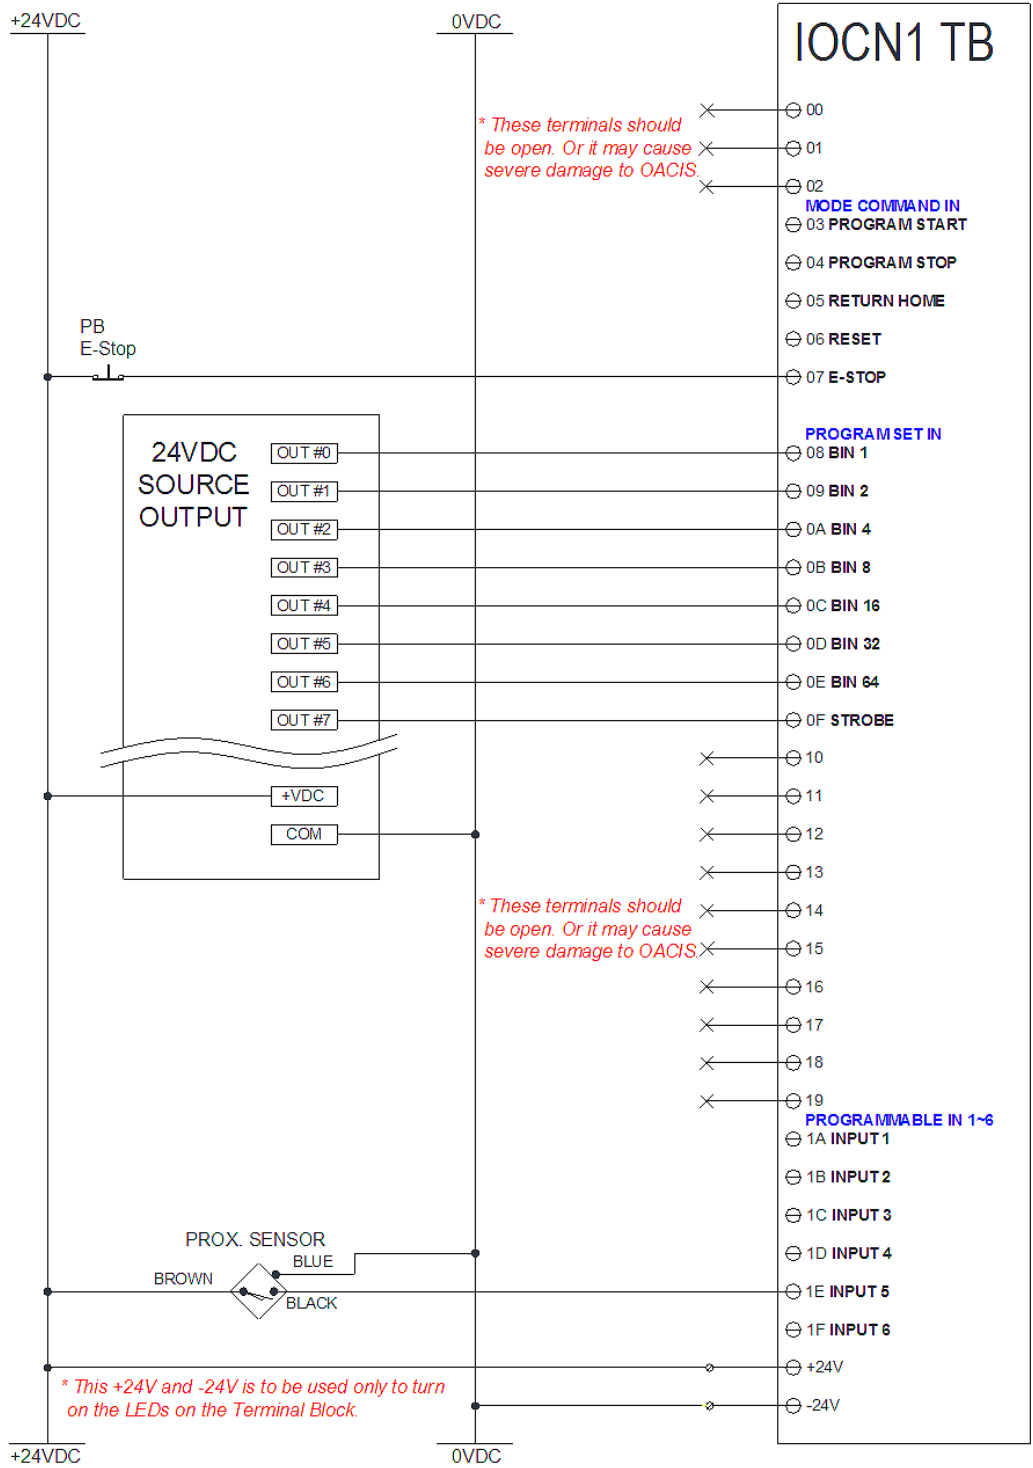 +24VDC
0VDC
IOCN1 TB
00
* These terminals should
be open. Or it may cause
severe damage to OACIS.
01
02
MODE COMMAND IN
03 PROGRAM START
04 PROGRAM STOP
05 RETURN HOME
06 RESET
PB
E-Stop
07 E-STOP
24VDC
SOURCE
OUTPUT
PROGRAM SET IN
OUT #0
08 BIN 1
OUT #1
09 BIN 2
OUT #2
0A BIN 4
OUT #3
0B BIN 8
OUT #4
0C BIN 16
OUT #5
0D BIN 32
OUT #6
0E BIN 64
OUT #7
0F STROBE
10
+VDC
11
COM
12
13
* These terminals should
be open. Or it may cause
severe damage to OACIS.
14
15
16
17
18
19
PROGRAMMABLE IN 1~6
1A INPUT 1
1B INPUT 2
1C INPUT 3
PROX. SENSOR
BLUE
1D INPUT 4
BROWN
BLACK
1E INPUT 5
1F INPUT 6
+24V
* This +24V and -24V is to be used only to turn
on the LEDs on the Terminal Block.
-24V
+24VDC
0VDC